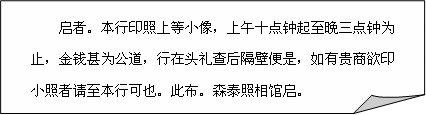 启者。本行印照上等小像，上午十点钟起至晚三点钟为
止，金钱甚为公道，行在头礼查后隔壁便是，如有贵商欲印
小照者请至本行可也。此布。森泰照相馆启。